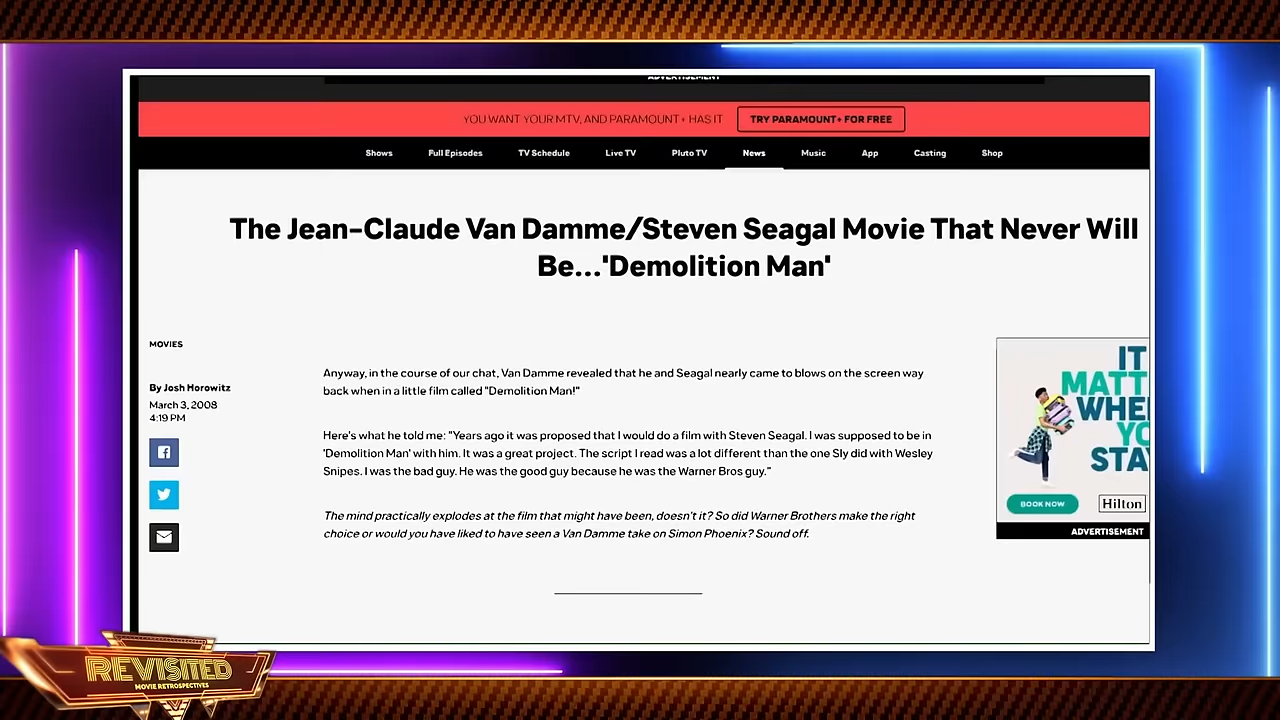 ADVERTISEMENT
YOU WANT YOUR MTV, AND PARAMOUNT+ HAS IT
TRY PARAMOUNT+ FOR FREE
Shows Full Episodes TV Schedule Live TV Pluto TV News Music App Casting Shop
The Jean-Claude Van Damme/Steven Seagal Movie That Never Will
Be...'Demolition Man'
MOVIES
By Josh Horowitz
March 3, 2008
4:19 PM
Anyway, in the course of our chat, Van Damme revealed that he and Seagal nearly came to blows on the screen way
back when in a little film called "Demolition Man!"
Here's what he told me: "Years ago it was proposed that I would do a film with Steven Seagal. I was supposed to be in
'Demolition Man' with him. It was a great project. The script I read was a lot different than the one Sly did with Wesley
Snipes. I was the bad guy. He was the good guy because he was the Warner Bros guy."
The mind practically explodes at the film that might have been, doesn't it? So did Warner Brothers make the right
choice or would you have liked to have seen a Van Damme take on Simon Phoenix? Sound off.
IT
MATT
WHE
YO
STA
BOOK NOW
Hilton
ADVERTISEMENT
REVISITED
MOVIE RETROSPECTIVES